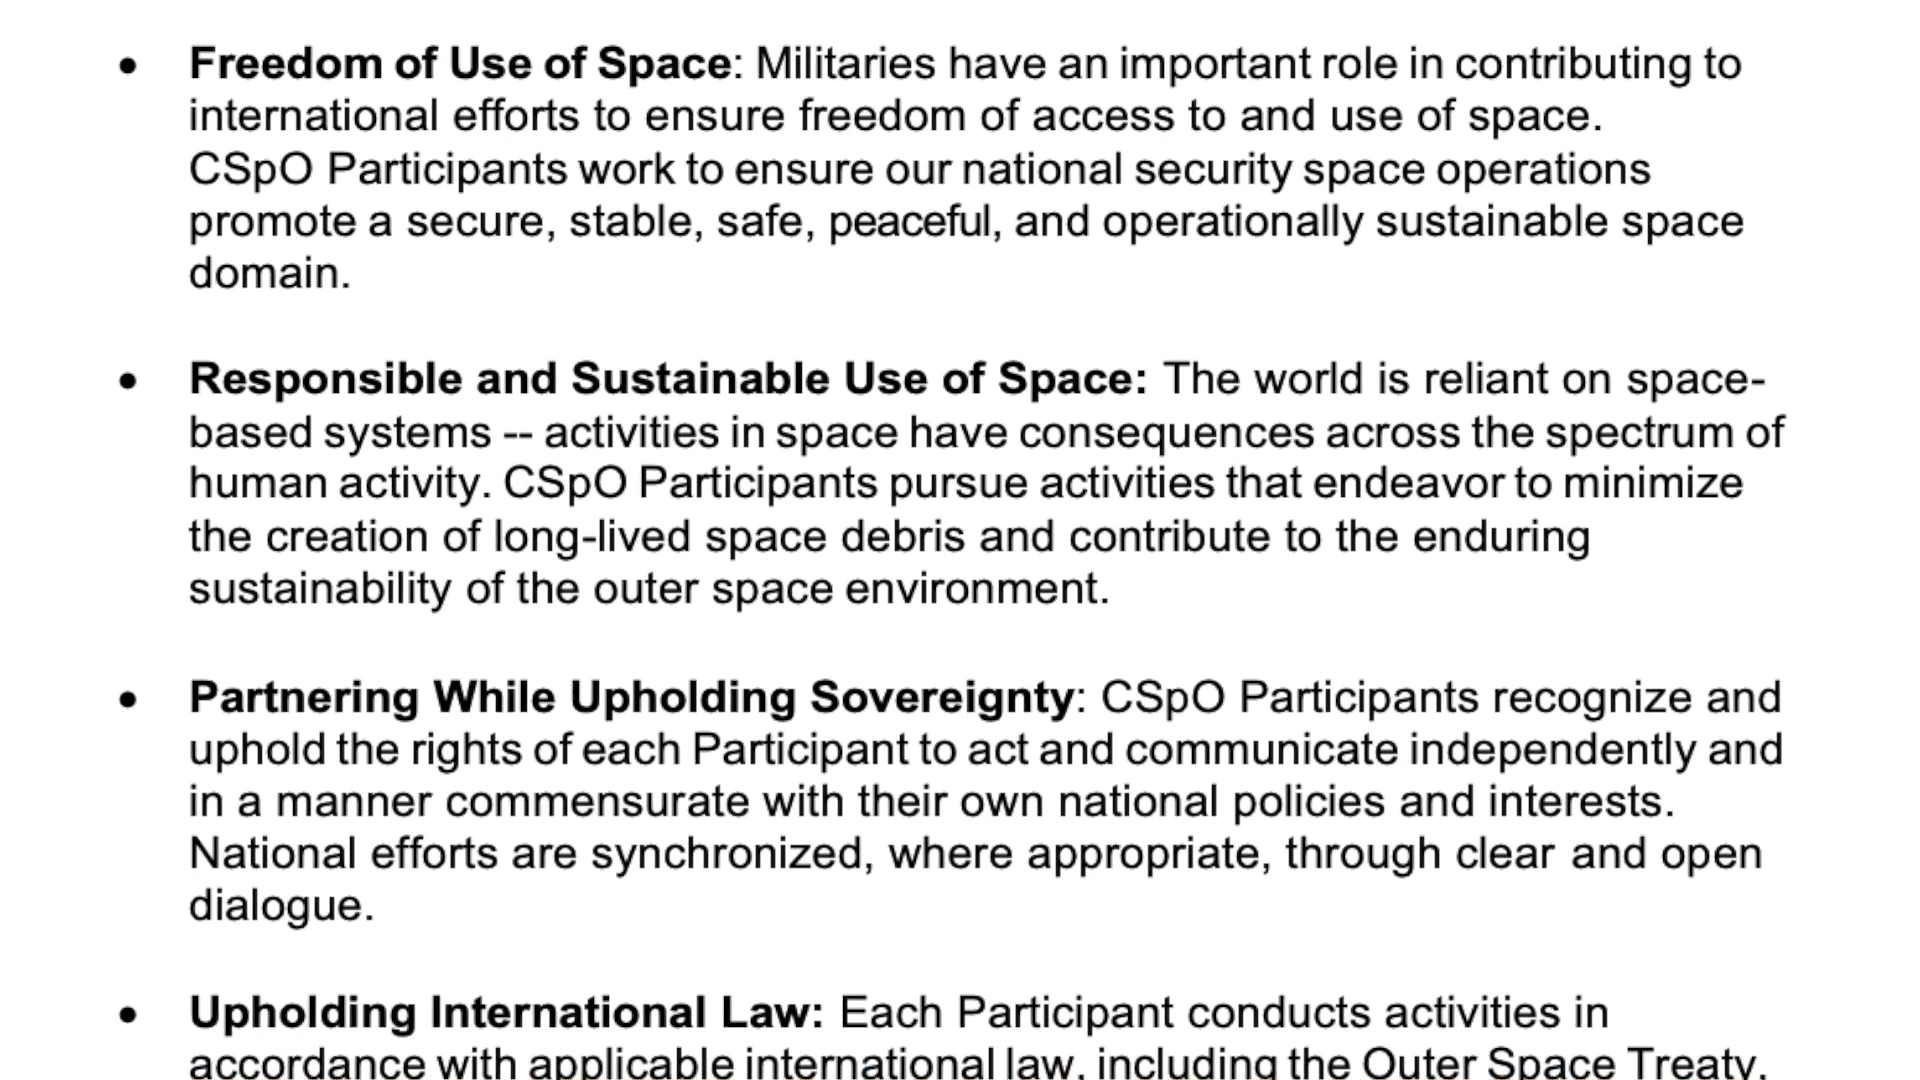 • Freedom of Use of Space: Militaries have an important role in contributing to
international efforts to ensure freedom of access to and use of space.
CSpO Participants work to ensure our national security space operations
promote a secure, stable, safe, peaceful, and operationally sustainable space
domain.
• Responsible and Sustainable Use of Space: The world is reliant on space-
based systems -- activities in space have consequences across the spectrum of
human activity. CSpO Participants pursue activities that endeavor to minimize
the creation of long-lived space debris and contribute to the enduring
sustainability of the outer space environment.
• Partnering While Upholding Sovereignty: CSpO Participants recognize and
uphold the rights of each Participant to act and communicate independently and
in a manner commensurate with their own national policies and interests.
National efforts are synchronized, where appropriate, through clear and open
dialogue.
• Upholding International Law: Each Participant conducts activities in
accordance with applicable international law, including the Outer Space Treaty,